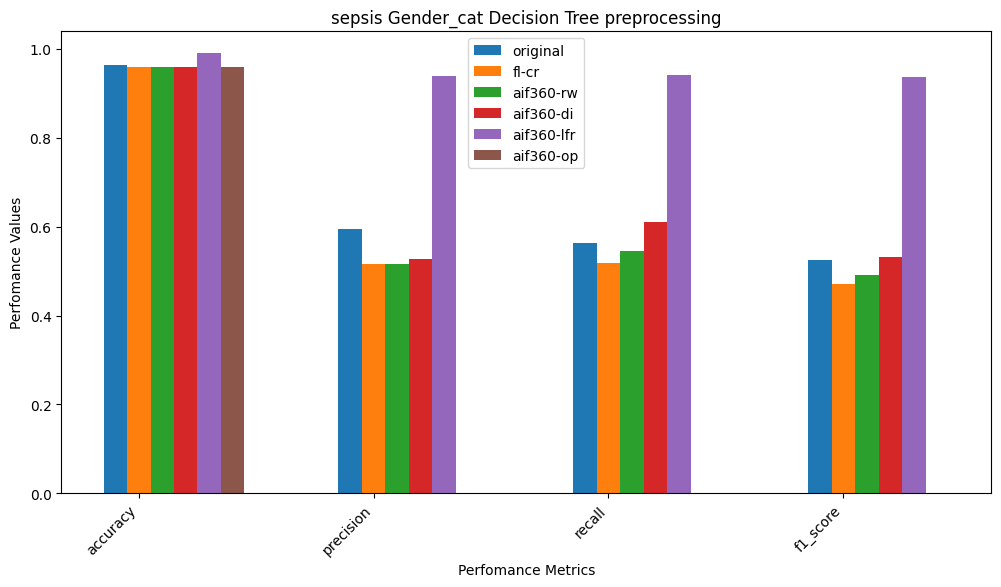 sepsis Gender_cat Decision Tree preprocessing
original
fl-cr
aif360-rw
aif360-di
aif360-lfr
aif360-op
Perfomance Values
1.0
0.8
0.6
0.4
0.2
0.0
accuracy
precision
recall
f1_score
Perfomance Metrics